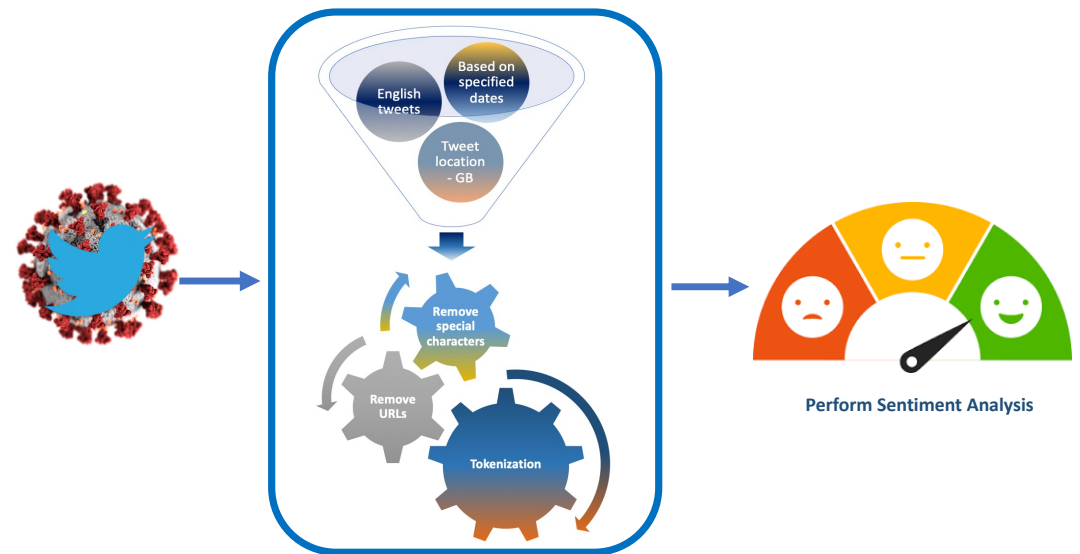 English
tweets
Based on
specified
dates
Tweet
location
- GB
Remove
special
characters
Remove
URLs
Tokenization
Perform Sentiment Analysis